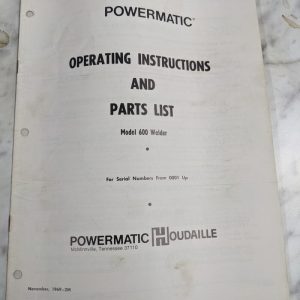 POWERMATIC
OPERATING INSTRUCTIONS
AND
PARTS LIST
Model 600 Welder
For Serial Numbers From 0001 Up
POWERMATIC HOUDAILLE
McMinnville, Tennessee 37110